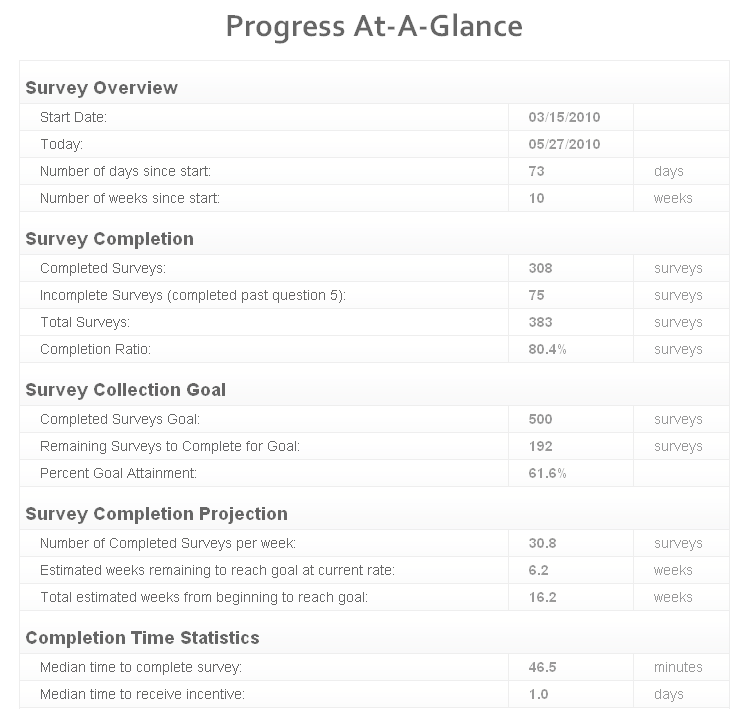 Progress At-A-Glance
Survey Overview
Start Date: 03/15/2010
Today: 05/27/2010
Number of days since start: 73 days
Number of weeks since start: 10 weeks
Survey Completion
Completed Surveys: 308 surveys
Incomplete Surveys (completed past question 5): 75 surveys
Total Surveys: 383 surveys
Completion Ratio: 80.4% surveys
Survey Collection Goal
Completed Surveys Goal: 500 surveys
Remaining Surveys to Complete for Goal: 192 surveys
Percent Goal Attainment: 61.6%
Survey Completion Projection
Number of Completed Surveys per week: 30.8 surveys
Estimated weeks remaining to reach goal at current rate: 6.2 weeks
Total estimated weeks from beginning to reach goal: 16.2 weeks
Completion Time Statistics
Median time to complete survey: 46.5 minutes
Median time to receive incentive: 1.0 days